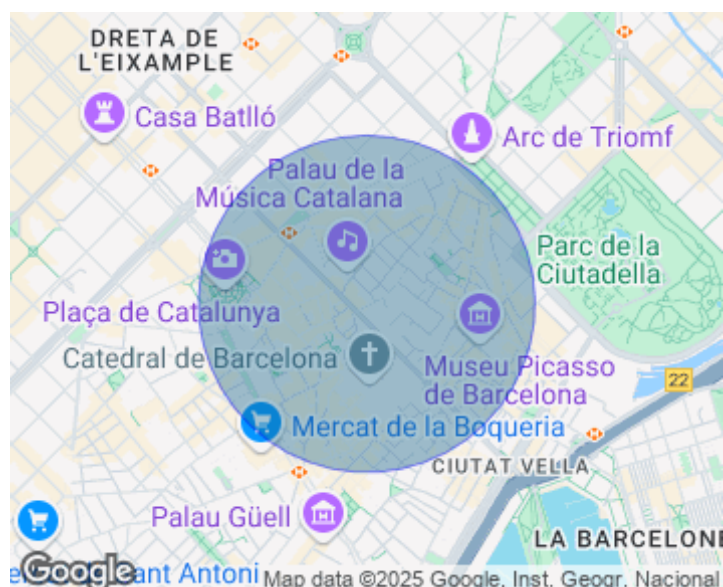 DRETA DE
L'EIXAMPLE
Casa Batlló
Arc de Triomf
Palau de la
Música Catalana
Parc de la
Ciutadella
Plaça de Catalunya
Catedral de Barcelona
Museu Picasso
de Barcelona
22
Mercat de la Boqueria
CIUTAT VELLA
Palau Güell
LA BARCELONE
Sant Antoni
Google
Map data ©2025 Google, Inst. Geogr. Nacional